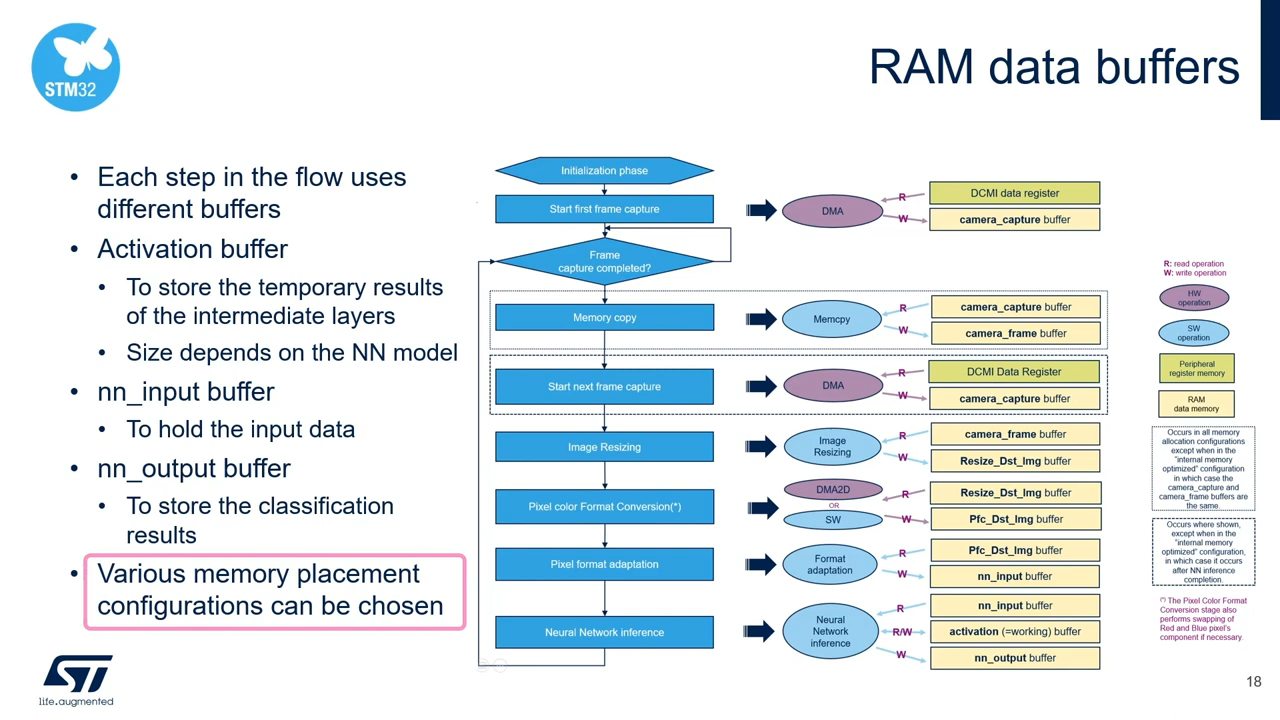 STM32
RAM data buffers
• Each step in the flow uses
different buffers
• Activation buffer
• To store the temporary results
of the intermediate layers
• Size depends on the NN model
• nn_input buffer
• To hold the input data
• nn_output buffer
• To store the classification
results
• Various memory placement
configurations can be chosen
Initialization phase
Start first frame capture
DMA
R
W
DCMI data register
camera_capture buffer
Frame
capture completed?
Memory copy
Memcpy
R
W
camera_capture buffer
camera_frame buffer
Start next frame capture
DMA
R
W
DCMI Data Register
camera_capture buffer
Image Resizing
Image
Resizing
R
W
camera_frame buffer
Resize_Dst_Img buffer
Pixel color Format Conversion(*)
DMA2D
OR
SW
R
W
Resize_Dst_Img buffer
Pfc_Dst_Img buffer
Pixel format adaptation
Format
adaptation
R
W
Pfc_Dst_Img buffer
nn_input buffer
Neural Network inference
Neural
Network
inference
R
R/W
W
nn_input buffer
activation (=working) buffer
nn_output buffer
R: read operation
W: write operation
HW
operation
SW
operation
Peripheral
register memory
RAM
data memory
Occurs in all memory
allocation configurations
except when in the
"internal memory
optimized" configuration
in which case the
camera_capture and
camera_frame buffers are
the same.
Occurs where shown,
except when in the
"internal memory
optimized" configuration,
in which case it occurs
after NN inference
completion.
(*) The Pixel Color Format
Conversion stage also
performs swapping of
Red and Blue pixel's
component if necessary.
ST
life.augmented
18